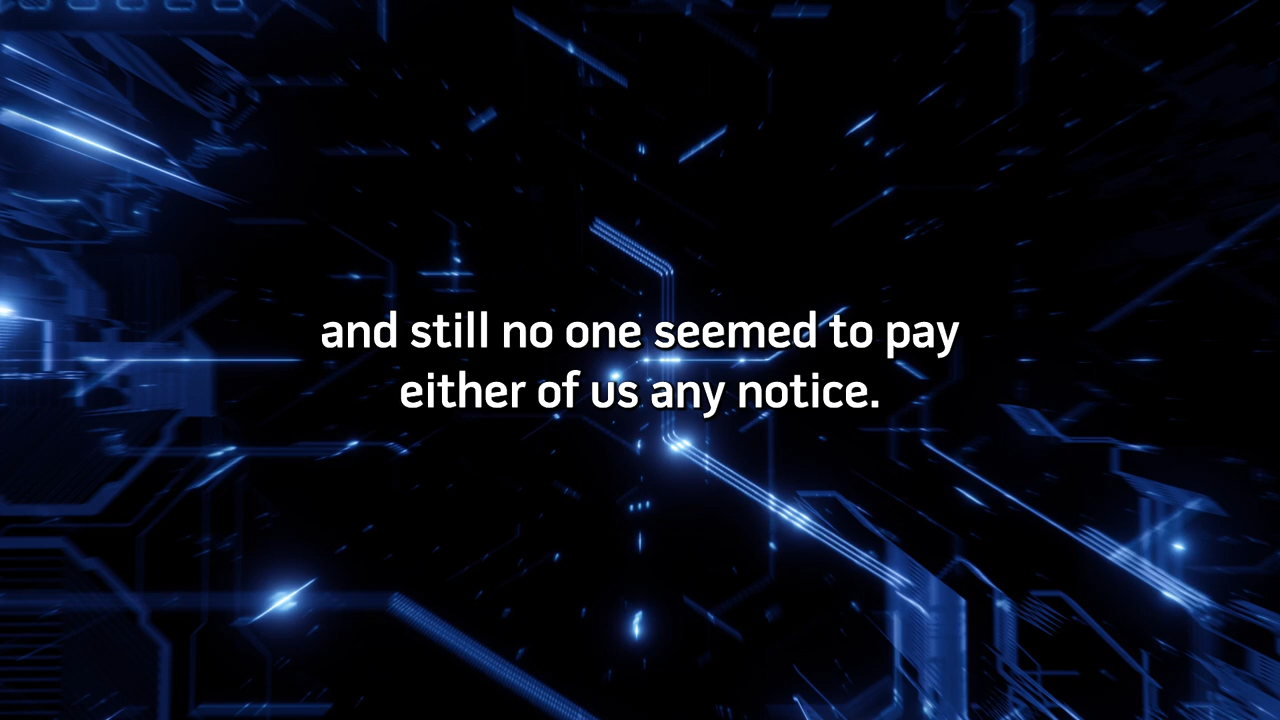 and still no one seemed to pay
either of us any notice.